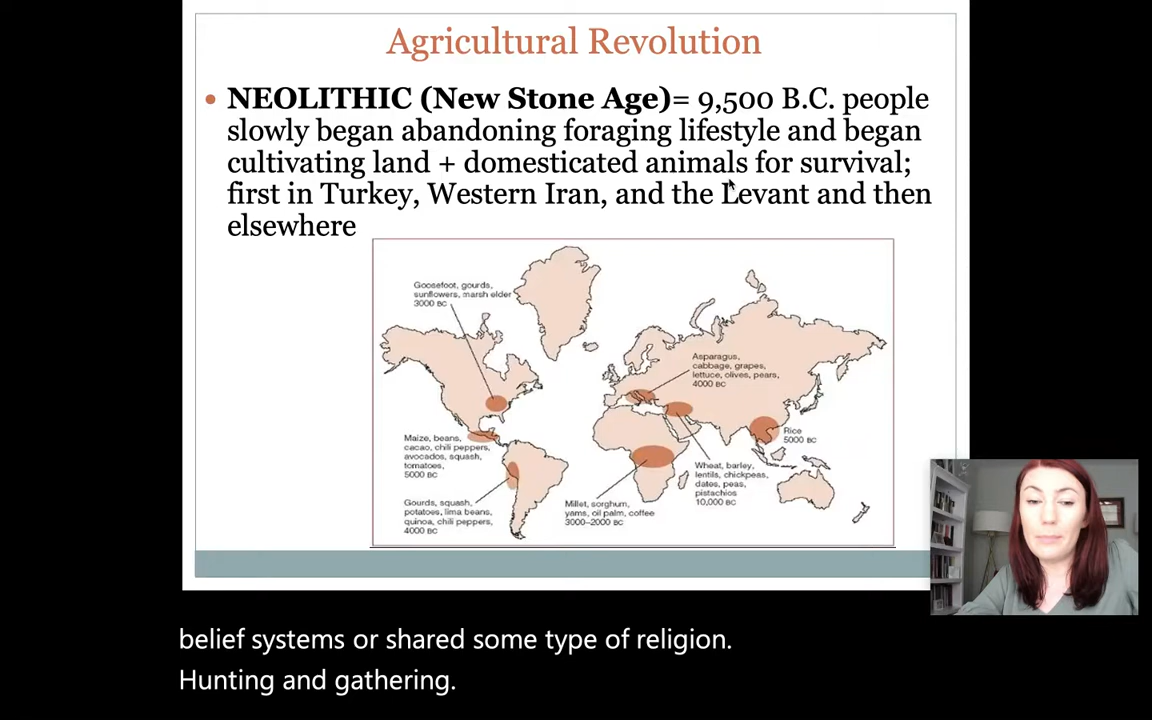 Agricultural Revolution
• NEOLITHIC (New Stone Age)= 9,500 B.C. people
slowly began abandoning foraging lifestyle and began
cultivating land + domesticated animals for survival;
first in Turkey, Western Iran, and the Levant and then
elsewhere
Goosefoot, gourds,
sunflowers, marsh elder
3000 BC
Asparagus,
cabbage, grapes,
lettuce, olives, pears,
4000 BC
Rice
5000 BC
Maize, beans,
cacao, chili peppers,
avocados, squash,
tomatoes,
5000 BC
Wheat, barley,
lentils, chickpeas,
dates, peas,
pistachios
10,000 BC
Gourds, squash,
potatoes, lima beans,
quinoa, chili peppers,
4000 BC
Millet, sorghum,
yams, oil palm, coffee
3000–2000 BC
belief systems or shared some type of religion.
Hunting and gathering.